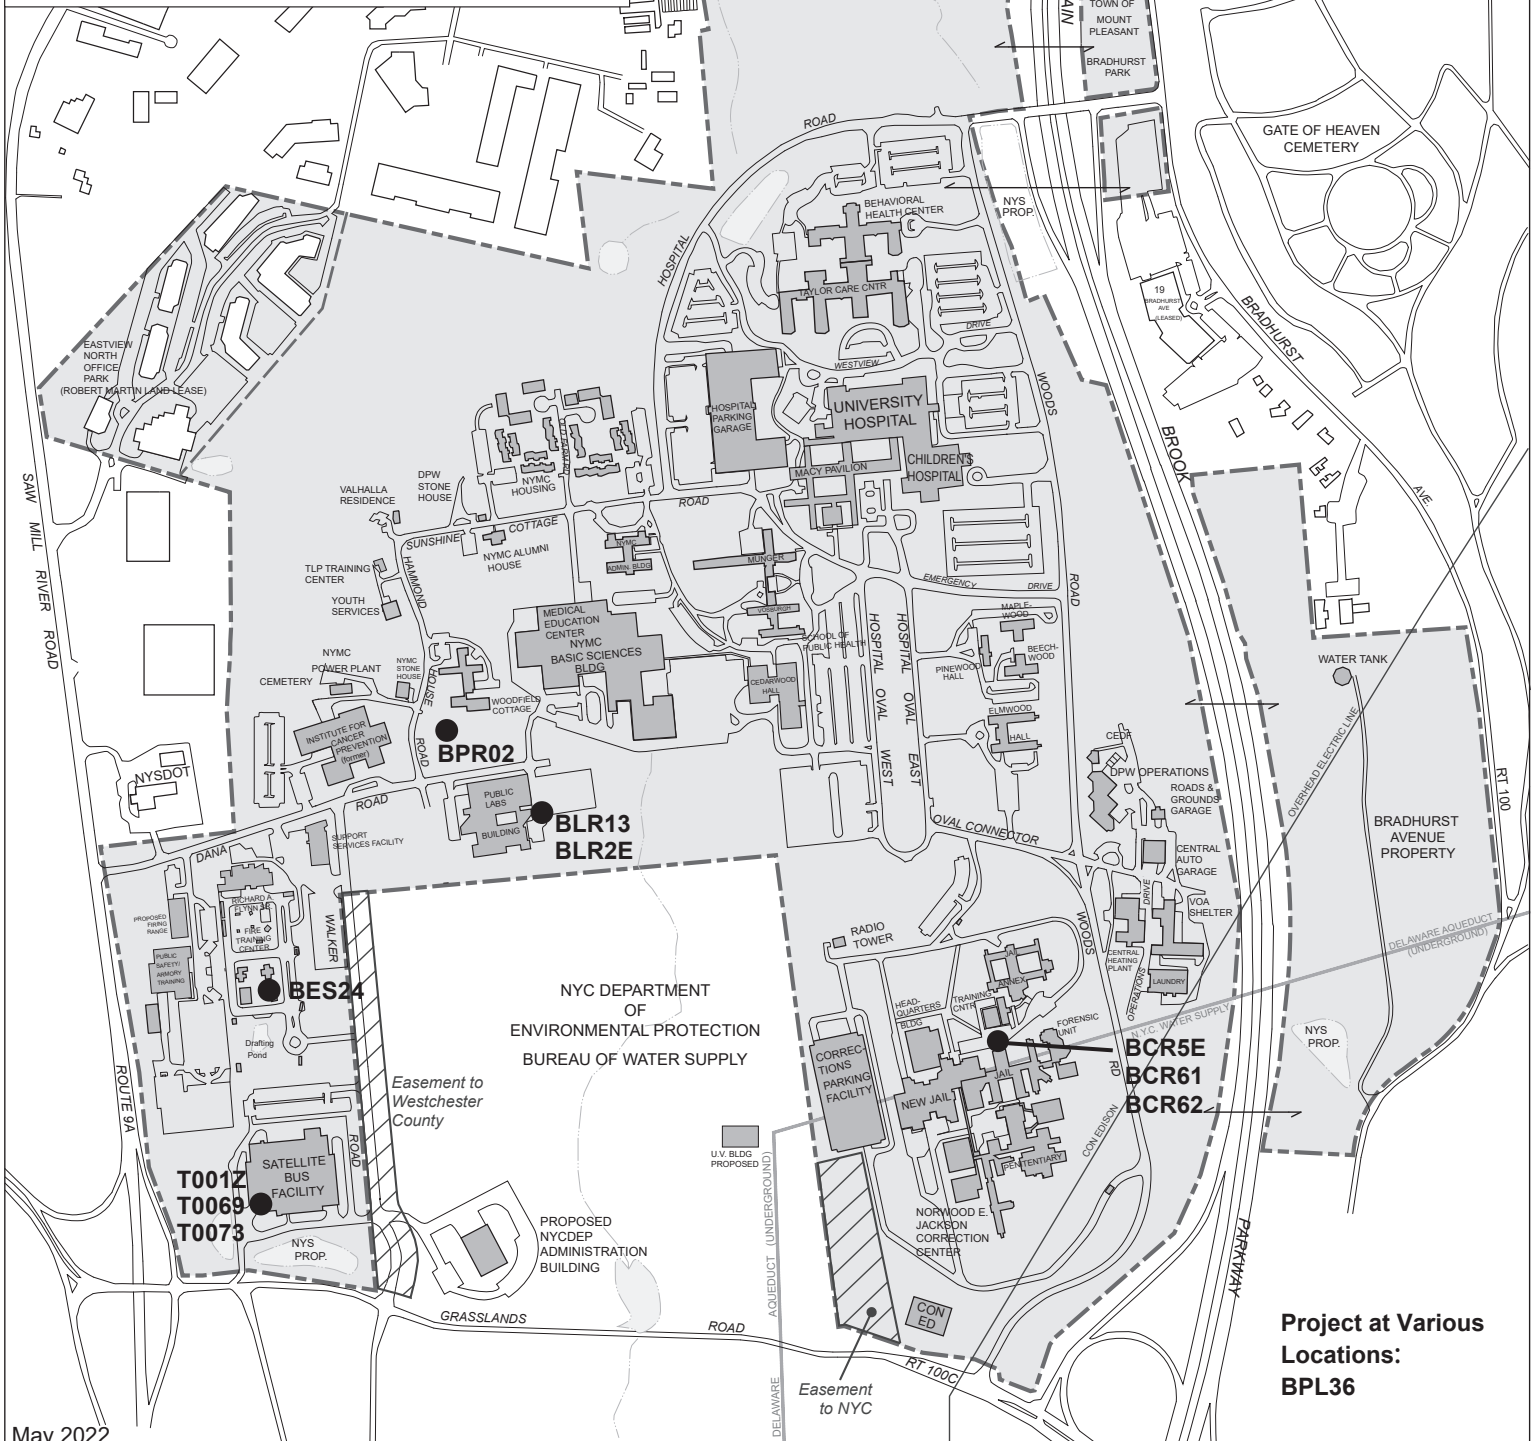 TOWN OF
MOUNT
PLEASANT
BRADHURST
PARK
GATE OF HEAVEN
CEMETERY
ROAD
HOSPITAL
NYS
PROP.
BEHAVIORAL
HEALTH CENTER
TAYLOR CARE CNTR
DRIVE
WESTVIEW
WOODS
19
BRADHURST
AVE
(LEASED)
BRADHURST
AVE.
BROOK
EASTVIEW
NORTH
OFFICE
PARK
(ROBERT MARTIN LAND LEASE)
HOSPITAL
PARKING
GARAGE
UNIVERSITY
HOSPITAL
CHILDREN'S
HOSPITAL
MACY PAVILION
OLD FARM RD
NYMC
HOUSING
DPW
STONE
HOUSE
VALHALLA
RESIDENCE
SUNSHINE
COTTAGE
ROAD
NYMC ALUMNI
HOUSE
NYMC
ADMIN. BLDG
MUNGER
VOSBURGH
SCHOOL OF
PUBLIC HEALTH
EMERGENCY
DRIVE
ROAD
SAW MILL RIVER ROAD
TLP TRAINING
CENTER
YOUTH
SERVICES
HAMMOND
HOUSE
ROAD
MEDICAL
EDUCATION
CENTER
NYMC
BASIC SCIENCES
BLDG
CEDARWOOD
HALL
HOSPITAL OVAL WEST
HOSPITAL OVAL EAST
MAPLE-
WOOD
BEECH-
WOOD
PINEWOOD
HALL
ELMWOOD
HALL
WATER TANK
OVERHEAD ELECTRIC LINE
RT 100
NYMC
POWER PLANT
CEMETERY
NYMC
STONE
HOUSE
WOODFIELD
COTTAGE
INSTITUTE FOR
CANCER
PREVENTION
(former)
BPR02
NYSDOT
CEDF
DPW OPERATIONS
ROADS &
GROUNDS
GARAGE
CENTRAL
AUTO
GARAGE
VOA
SHELTER
BRADHURST
AVENUE
PROPERTY
PUBLIC
LABS
BUILDING
BLR13
BLR2E
DANA
ROAD
SUPPORT
SERVICES FACILITY
OVAL CONNECTOR
WOODS
RD
DRIVE
OPERATIONS
CENTRAL
HEATING
PLANT
LAUNDRY
DELAWARE AQUEDUCT
(UNDERGROUND)
N.Y.C. WATER SUPPLY
PROPOSED
FIRING
RANGE
RICHARD A.
FLYNN SR.
FIRE
TRAINING
CENTER
PUBLIC
SAFETY/
ARMORY
TRAINING
WALKER
ROAD
BES24
Drafting
Pond
NYC DEPARTMENT
OF
ENVIRONMENTAL PROTECTION
BUREAU OF WATER SUPPLY
RADIO
TOWER
JAIL
ANNEX
HEAD-
QUARTERS
BLDG
TRAINING
CNTR
FORENSIC
UNIT
BCR5E
BCR61
BCR62
NYS
PROP.
CORREC-
TIONS
PARKING
FACILITY
NEW JAIL
JAIL
PENITENTIARY
CON EDISON
Easement to
Westchester
County
ROUTE 9A
U.V. BLDG
PROPOSED
SATELLITE
BUS
FACILITY
T001Z
T0069
T0073
NYS
PROP.
PROPOSED
NYCDEP
ADMINISTRATION
BUILDING
NORWOOD E.
JACKSON
CORRECTION
CENTER
DELAWARE AQUEDUCT (UNDERGROUND)
CON
ED
PARKWAY
GRASSLANDS
ROAD
RT 100C
Easement
to NYC
Project at Various
Locations:
BPL36
May 2022